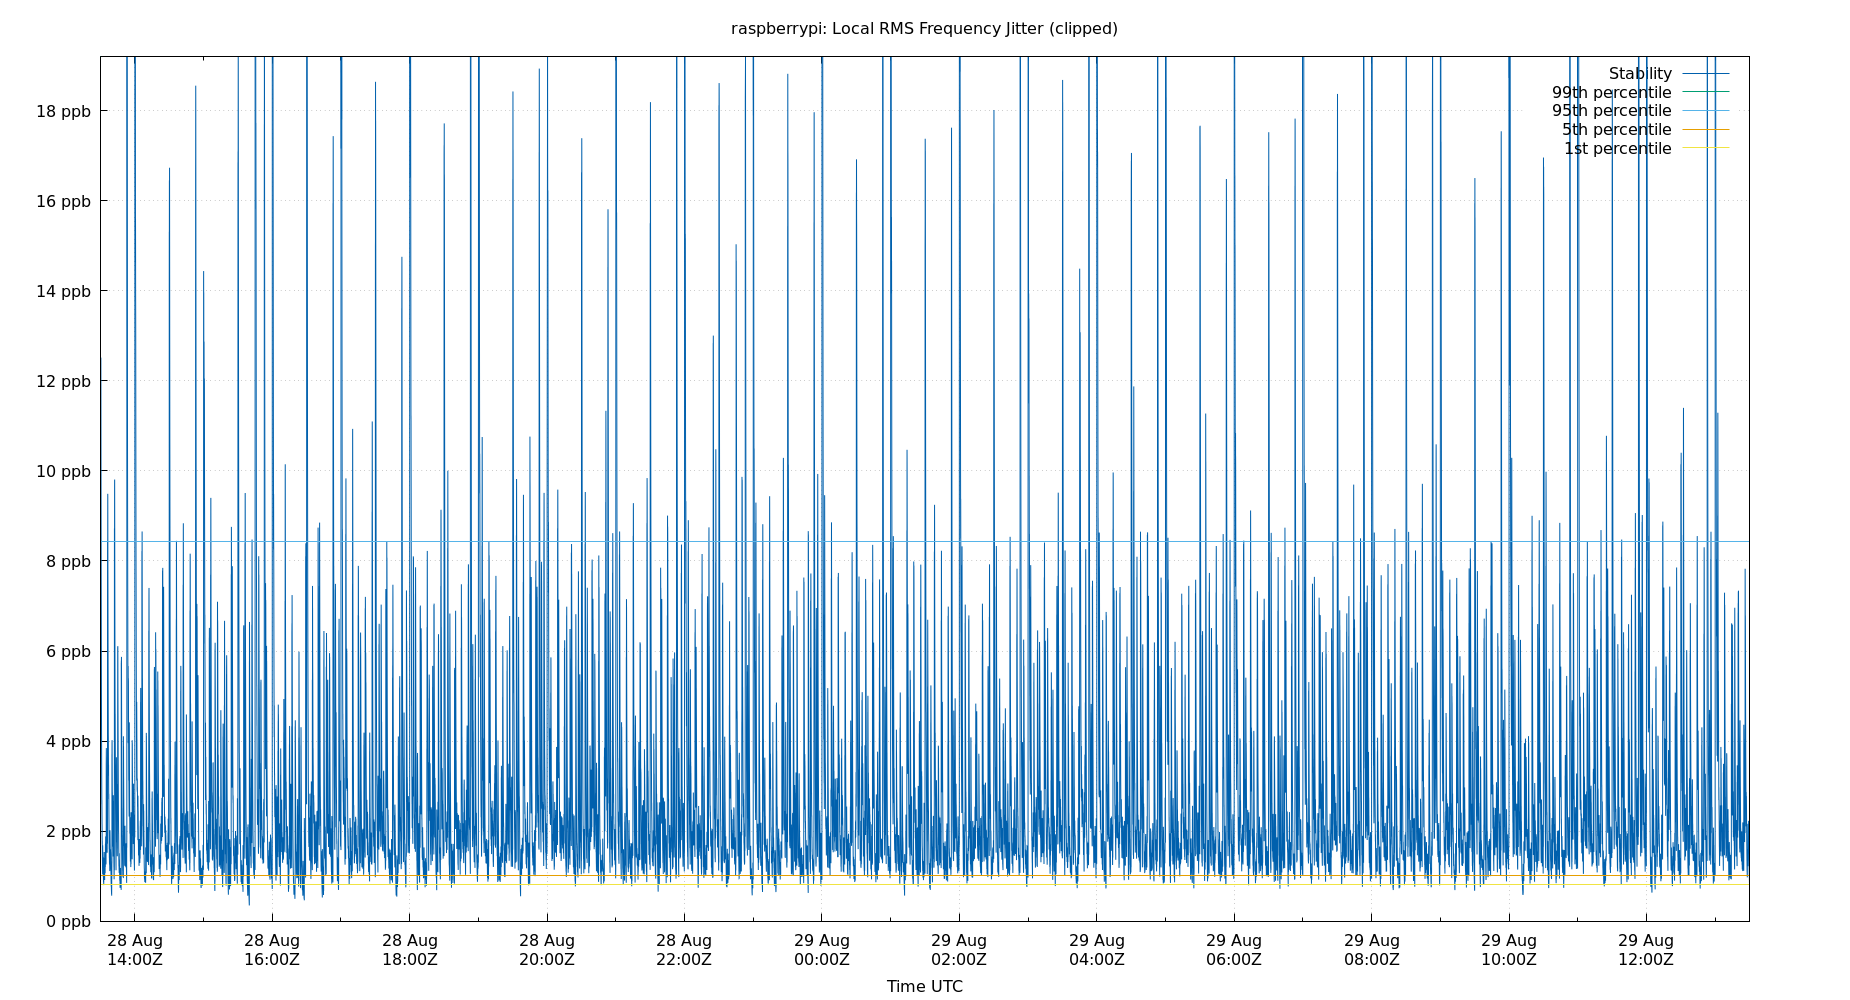 raspberrypi: Local RMS Frequency Jitter (clipped)
Stability
99th percentile
95th percentile
5th percentile
1st percentile
18 ppb
16 ppb
14 ppb
12 ppb
10 ppb
8 ppb
6 ppb
4 ppb
2 ppb
0 ppb
28 Aug 28 Aug 28 Aug 28 Aug 28 Aug 29 Aug 29 Aug 29 Aug 29 Aug 29 Aug 29 Aug 29 Aug
14:00Z 16:00Z 18:00Z 20:00Z 22:00Z 00:00Z 02:00Z 04:00Z 06:00Z 08:00Z 10:00Z 12:00Z
Time UTC